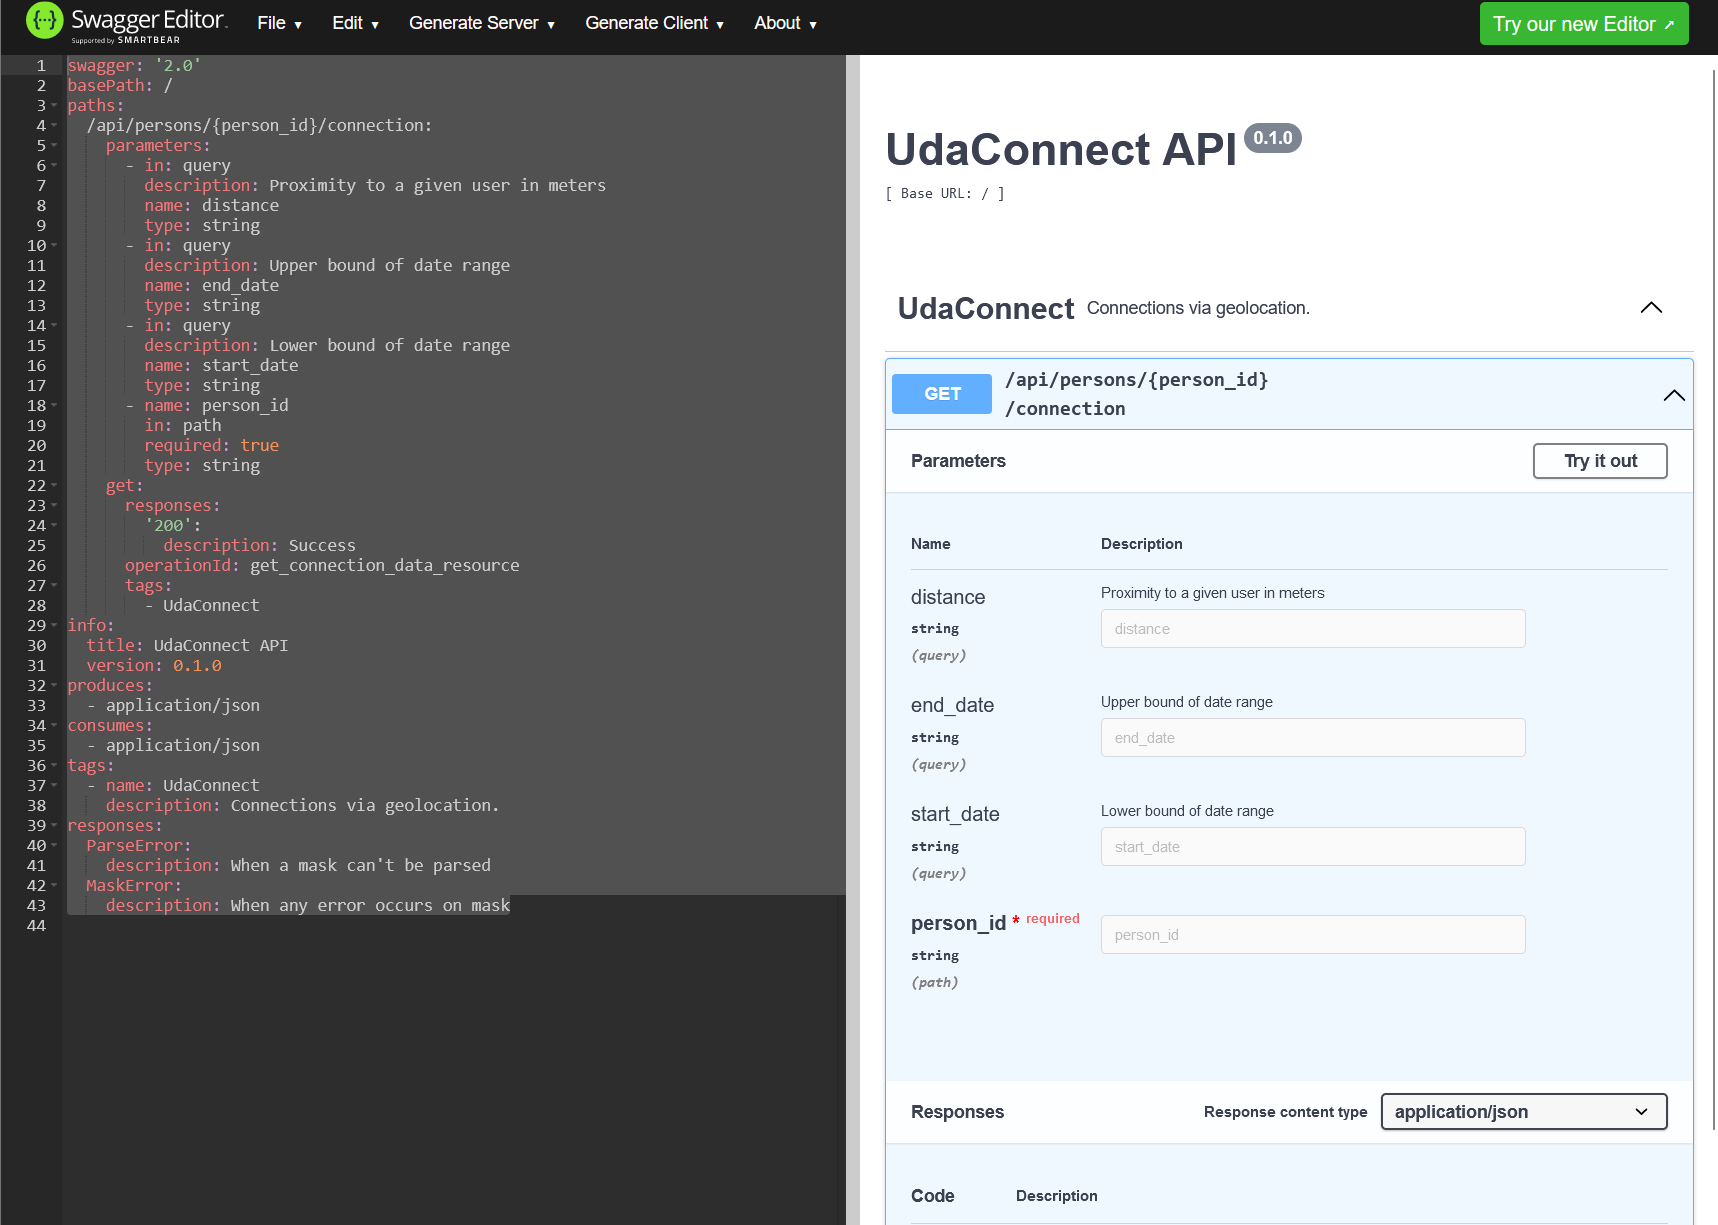 Swagger Editor
Supported by SMARTBEAR
File ▾ Edit ▾ Generate Server ▾ Generate Client ▾ About ▾
Try our new Editor ↗
1 swagger: '2.0'
2 basePath: /
3 paths:
4 /api/persons/{person_id}/connection:
5 parameters:
6 - in: query
7 description: Proximity to a given user in meters
8 name: distance
9 type: string
10 - in: query
11 description: Upper bound of date range
12 name: end_date
13 type: string
14 - in: query
15 description: Lower bound of date range
16 name: start_date
17 type: string
18 - name: person_id
19 in: path
20 required: true
21 type: string
22 get:
23 responses:
24 '200':
25 description: Success
26 operationId: get_connection_data_resource
27 tags:
28 - UdaConnect
29 info:
30 title: UdaConnect API
31 version: 0.1.0
32 produces:
33 - application/json
34 consumes:
35 - application/json
36 tags:
37 - name: UdaConnect
38 description: Connections via geolocation.
39 responses:
40 ParseError:
41 description: When a mask can't be parsed
42 MaskError:
43 description: When any error occurs on mask
44
UdaConnect API 0.1.0
[ Base URL: / ]
UdaConnect Connections via geolocation.
GET /api/persons/{person_id}
/connection
Parameters
Try it out
Name Description
distance Proximity to a given user in meters
string distance
(query)
end_date Upper bound of date range
string end_date
(query)
start_date Lower bound of date range
string start_date
(query)
person_id * required person_id
string
(path)
Responses Response content type application/json
Code Description